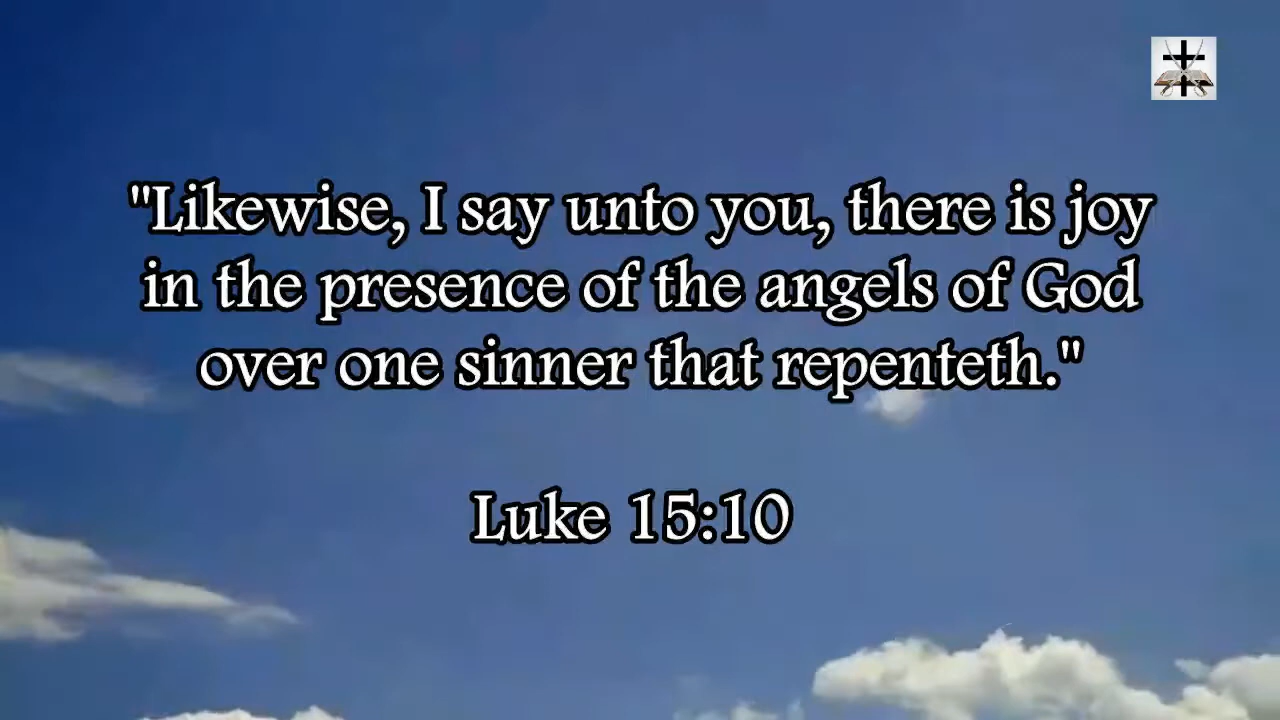 "Likewise, I say unto you, there is joy
in the presence of the angels of God
over one sinner that repenteth."
Luke 15:10